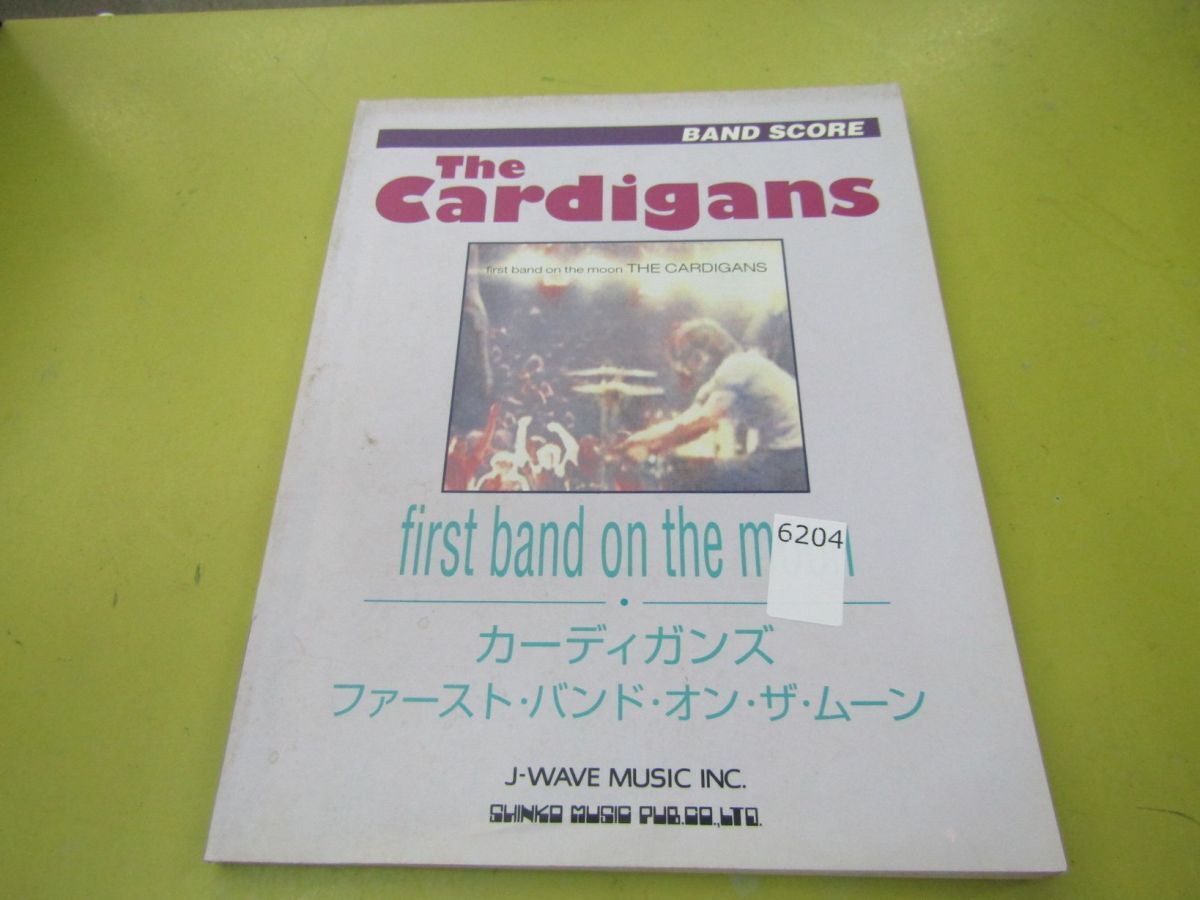 BAND SCORE
The
Cardigans
first band on the moon THE CARDIGANS
first band on the
6204
カーディガンズ
ファースト・バンド・オン・ザ・ムーン
J-WAVE MUSIC INC.
SHINKO MUSIC PUB.CO.,LTD.